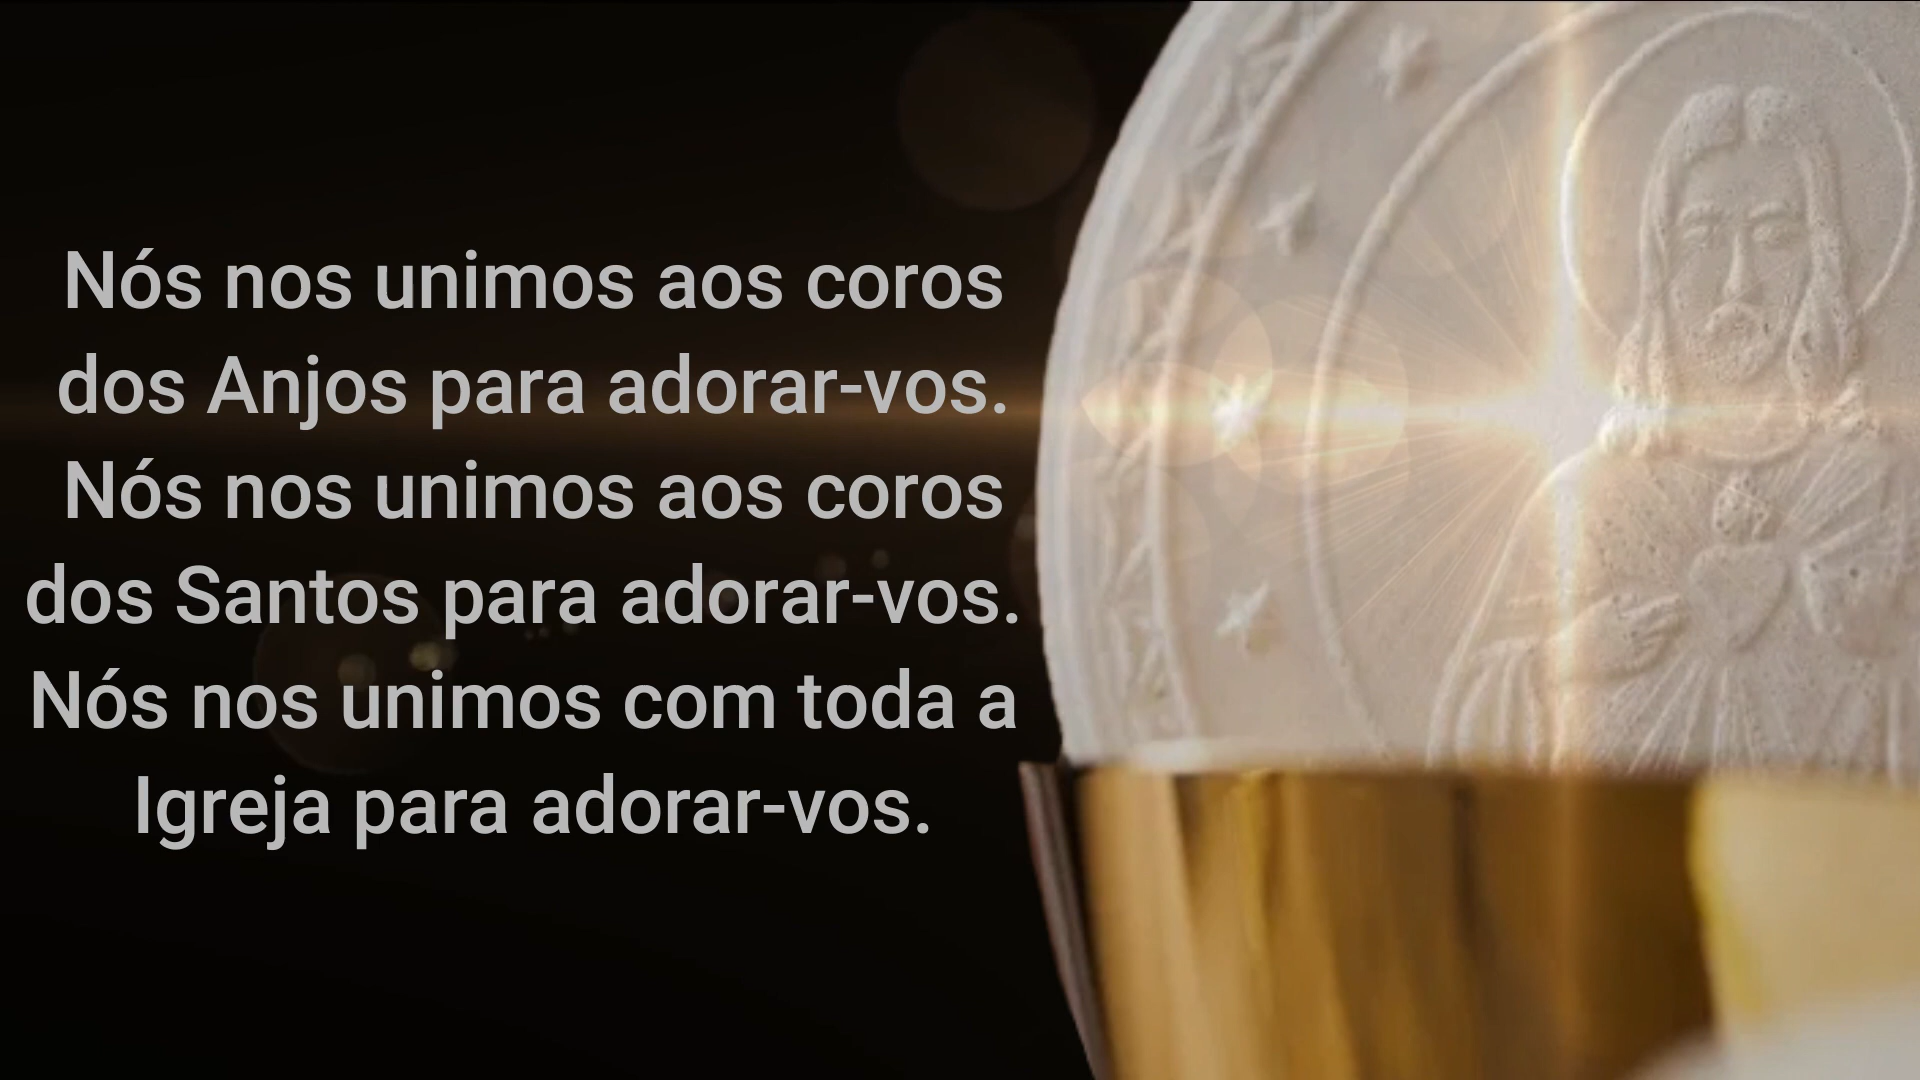 Nós nos unimos aos coros
dos Anjos para adorar-vos.
Nós nos unimos aos coros
dos Santos para adorar-vos.
Nós nos unimos com toda a
Igreja para adorar-vos.